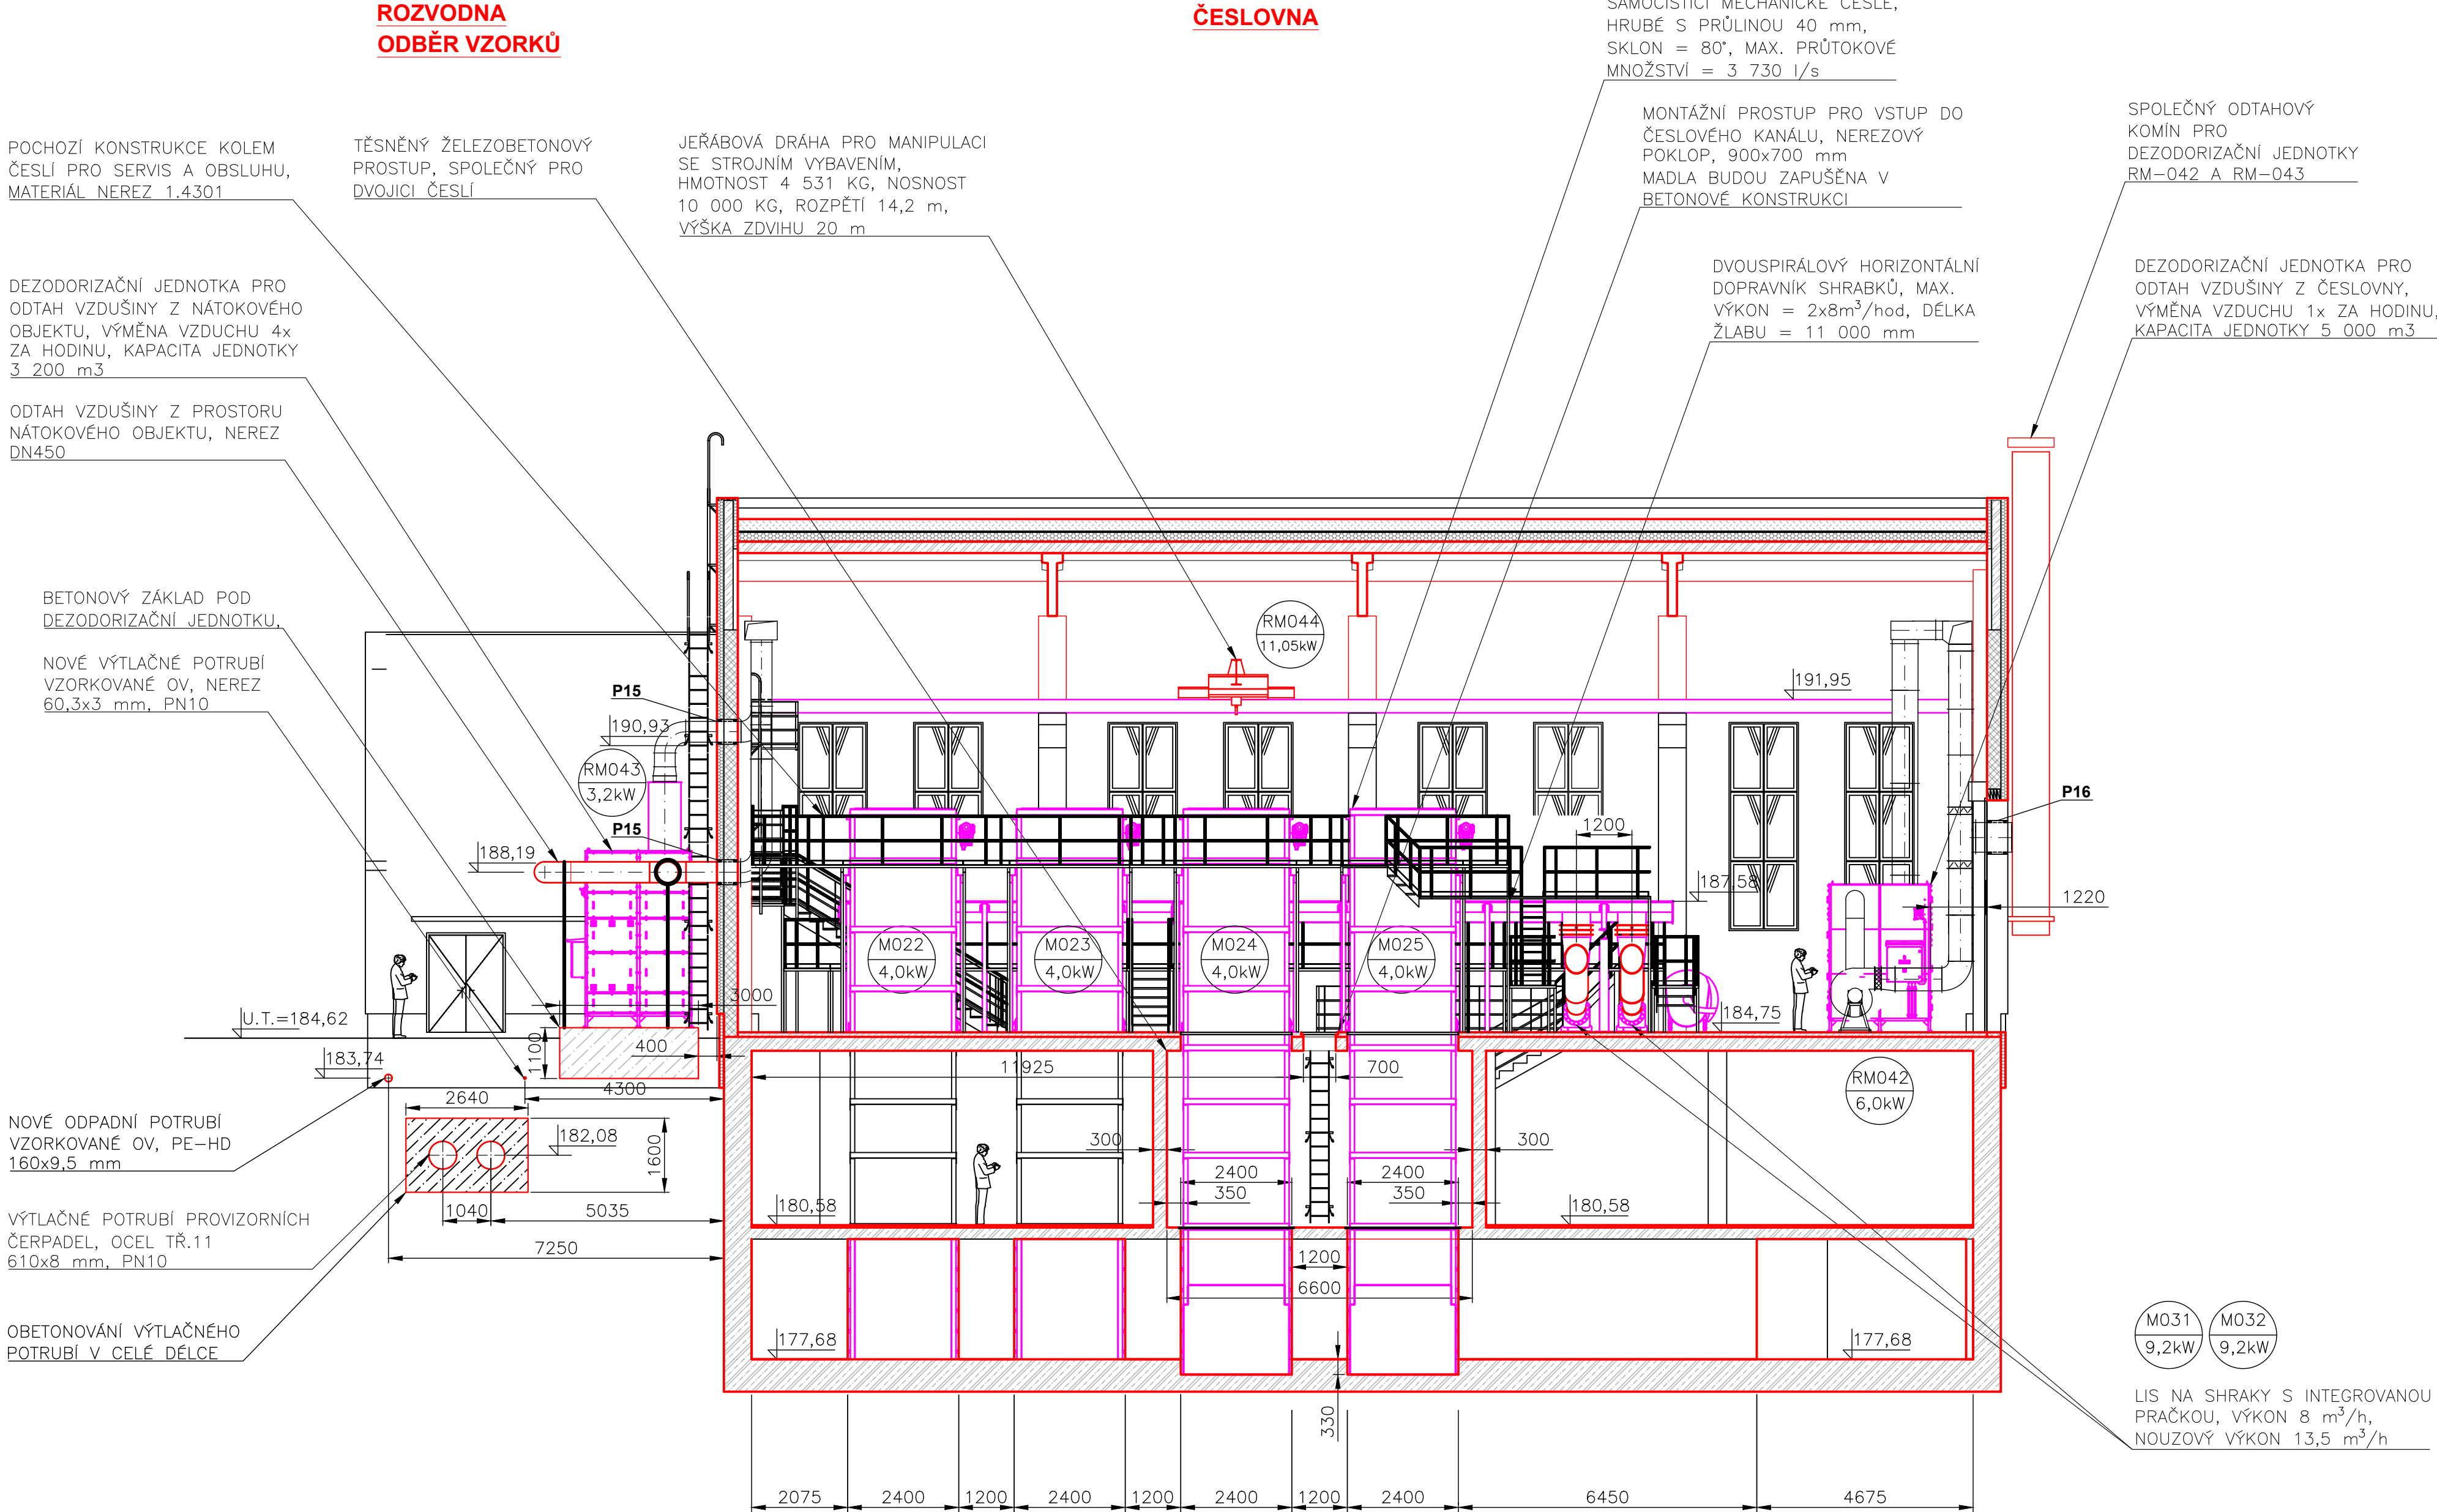 ROZVODNA
ODBĚR VZORKŮ
ČESLOVNA
SAMOČISTÍCÍ MECHANICKÉ ČESLE,
HRUBÉ S PRŮLINOU 40 mm,
SKLON = 80°, MAX. PRŮTOKOVÉ
MNOŽSTVÍ = 3 730 l/s
POCHOZÍ KONSTRUKCE KOLEM
ČESLÍ PRO SERVIS A OBSLUHU,
MATERIÁL NEREZ 1.4301
TĚSNĚNÝ ŽELEZOBETONOVÝ
PROSTUP, SPOLEČNÝ PRO
DVOJICI ČESLÍ
JEŘÁBOVÁ DRÁHA PRO MANIPULACI
SE STROJNÍM VYBAVENÍM,
HMOTNOST 4 531 KG, NOSNOST
10 000 KG, ROZPĚTÍ 14,2 m,
VÝŠKA ZDVIHU 20 m
MONTÁŽNÍ PROSTUP PRO VSTUP DO
ČESLOVÉHO KANÁLU, NEREZOVÝ
POKLOP, 900x700 mm
MADLA BUDOU ZAPUŠĚNA V
BETONOVÉ KONSTRUKCI
SPOLEČNÝ ODTAHOVÝ
KOMÍN PRO
DEZODORIZAČNÍ JEDNOTKY
RM-042 A RM-043
DEZODORIZAČNÍ JEDNOTKA PRO
ODTAH VZDUŠINY Z NÁTOKOVÉHO
OBJEKTU, VÝMĚNA VZDUCHU 4x
ZA HODINU, KAPACITA JEDNOTKY
3 200 m3
DVOUSPIRÁLOVÝ HORIZONTÁLNÍ
DOPRAVNÍK SHRABKŮ, MAX.
VÝKON = 2x8m³/hod, DÉLKA
ŽLABU = 11 000 mm
DEZODORIZAČNÍ JEDNOTKA PRO
ODTAH VZDUŠINY Z ČESLOVNY,
VÝMĚNA VZDUCHU 1x ZA HODINU,
KAPACITA JEDNOTKY 5 000 m3
ODTAH VZDUŠINY Z PROSTORU
NÁTOKOVÉHO OBJEKTU, NEREZ
DN450
BETONOVÝ ZÁKLAD POD
DEZODORIZAČNÍ JEDNOTKU,
NOVÉ VÝTLAČNÉ POTRUBÍ
VZORKOVANÉ OV, NEREZ
60,3x3 mm, PN10
RM044
11,05kW
P15
190,93
191,95
RM043
3,2kW
P15
P16
188,19
1200
187,58
1220
M022
4,0kW
M023
4,0kW
M024
4,0kW
M025
4,0kW
3000
U.T.=184,62
184,75
183,74
1100
400
11925
700
RM042
6,0kW
2640
4300
NOVÉ ODPADNÍ POTRUBÍ
VZORKOVANÉ OV, PE-HD
160x9,5 mm
182,08
1600
300
300
2400
2400
350
350
180,58
180,58
1040
5035
VÝTLAČNÉ POTRUBÍ PROVIZORNÍCH
ČERPADEL, OCEL TŘ.11
610x8 mm, PN10
7250
1200
6600
OBETONOVÁNÍ VÝTLAČNÉHO
POTRUBÍ V CELÉ DÉLCE
177,68
177,68
M031
9,2kW
M032
9,2kW
LIS NA SHRAKY S INTEGROVANOU
PRAČKOU, VÝKON 8 m³/h,
NOUZOVÝ VÝKON 13,5 m³/h
330
2075
2400
1200
2400
1200
2400
1200
2400
6450
4675